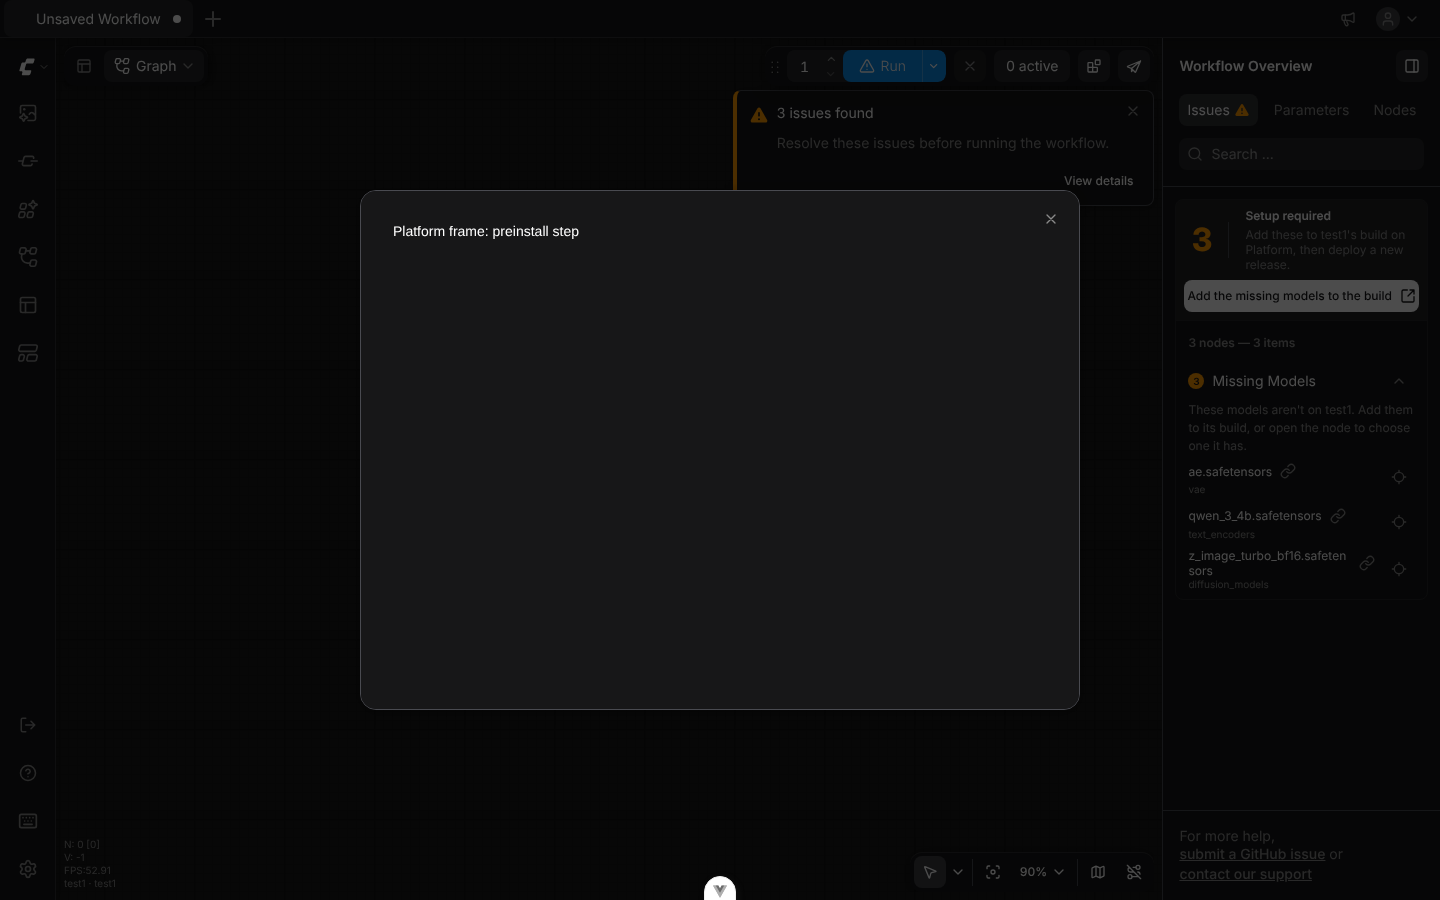 Unsaved Workflow
Graph
1
Run
0 active
Workflow Overview
Issues
Parameters
Nodes
Search ...
3 issues found
Resolve these issues before running the workflow.
View details
Platform frame: preinstall step
3
Setup required
Add these to test1's build on
Platform, then deploy a new
release.
Add the missing models to the build
3 nodes — 3 items
3
Missing Models
These models aren't on test1. Add them
to its build, or open the node to choose
one it has.
ae.safetensors
vae
qwen_3_4b.safetensors
text_encoders
z_image_turbo_bf16.safeten
sors
diffusion_models
For more help,
submit a GitHub issue or
contact our support
N: 0 [0]
V: -1
FPS:52.91
test1 · test1
90%